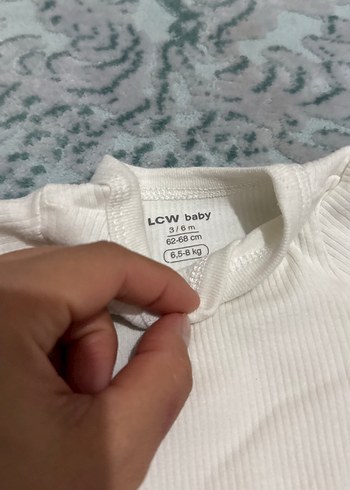 LCW baby
3 / 6 m
62-68 cm
6,5-8 kg